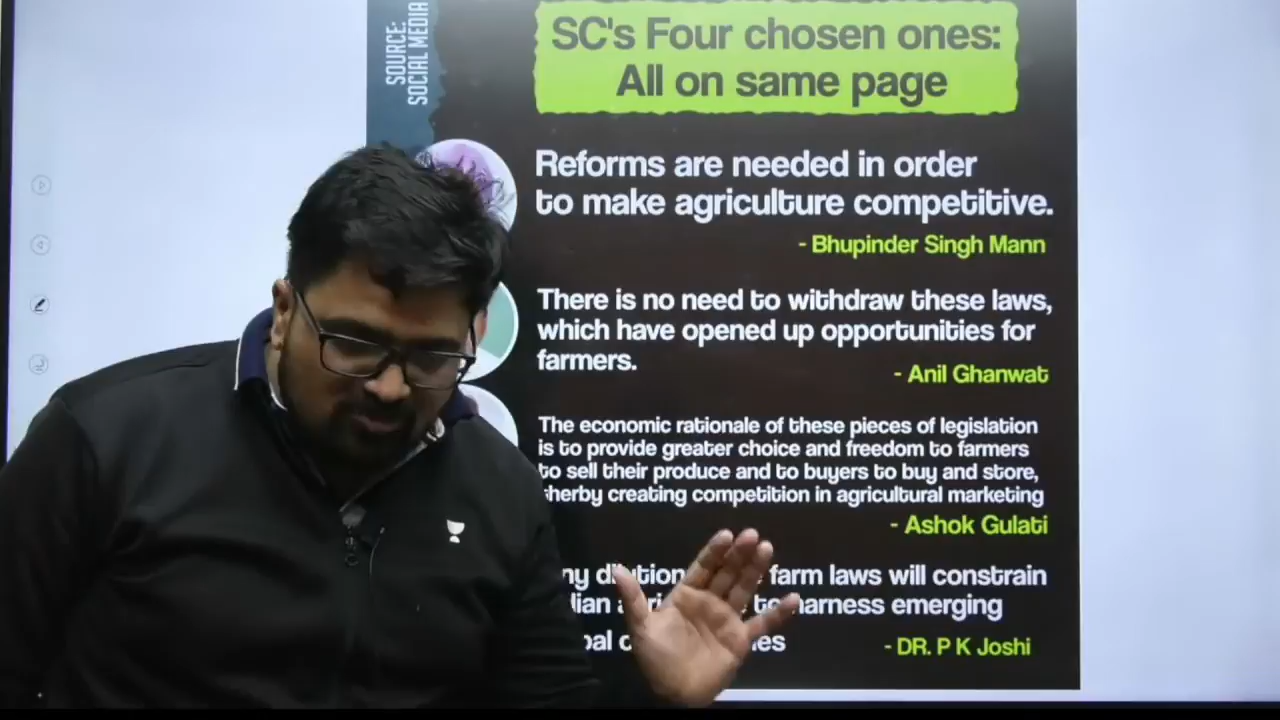 SOURCE:
SOCIAL MEDIA
SC's Four chosen ones:
All on same page
Reforms are needed in order
to make agriculture competitive.
- Bhupinder Singh Mann
There is no need to withdraw these laws,
which have opened up opportunities for
farmers.
- Anil Ghanwat
The economic rationale of these pieces of legislation
is to provide greater choice and freedom to farmers
to sell their produce and to buyers to buy and store,
therby creating competition in agricultural marketing
- Ashok Gulati
farm laws will constrain
to harness emerging
- DR. P K Joshi